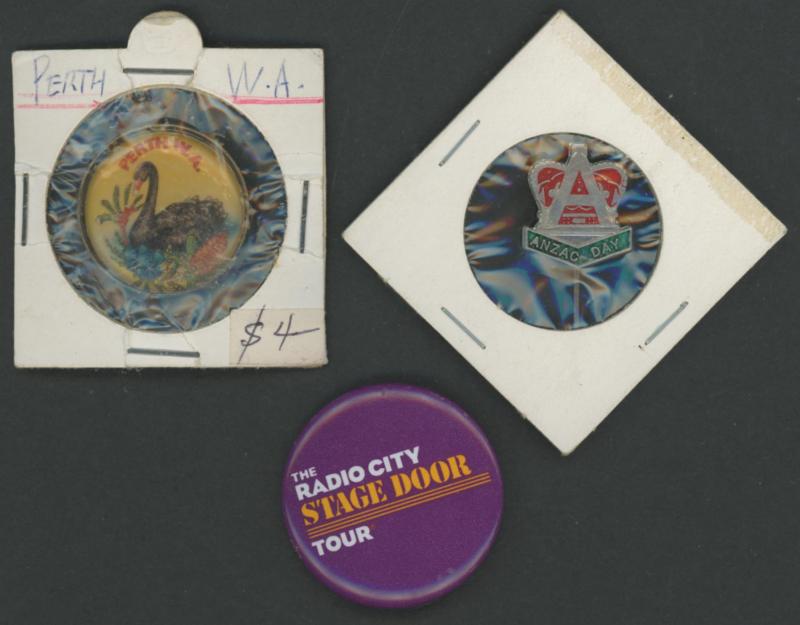 PERTH W.A.
PERTH W.A.
$4
A
ANZAC DAY
THE
RADIO CITY
STAGE DOOR
TOUR